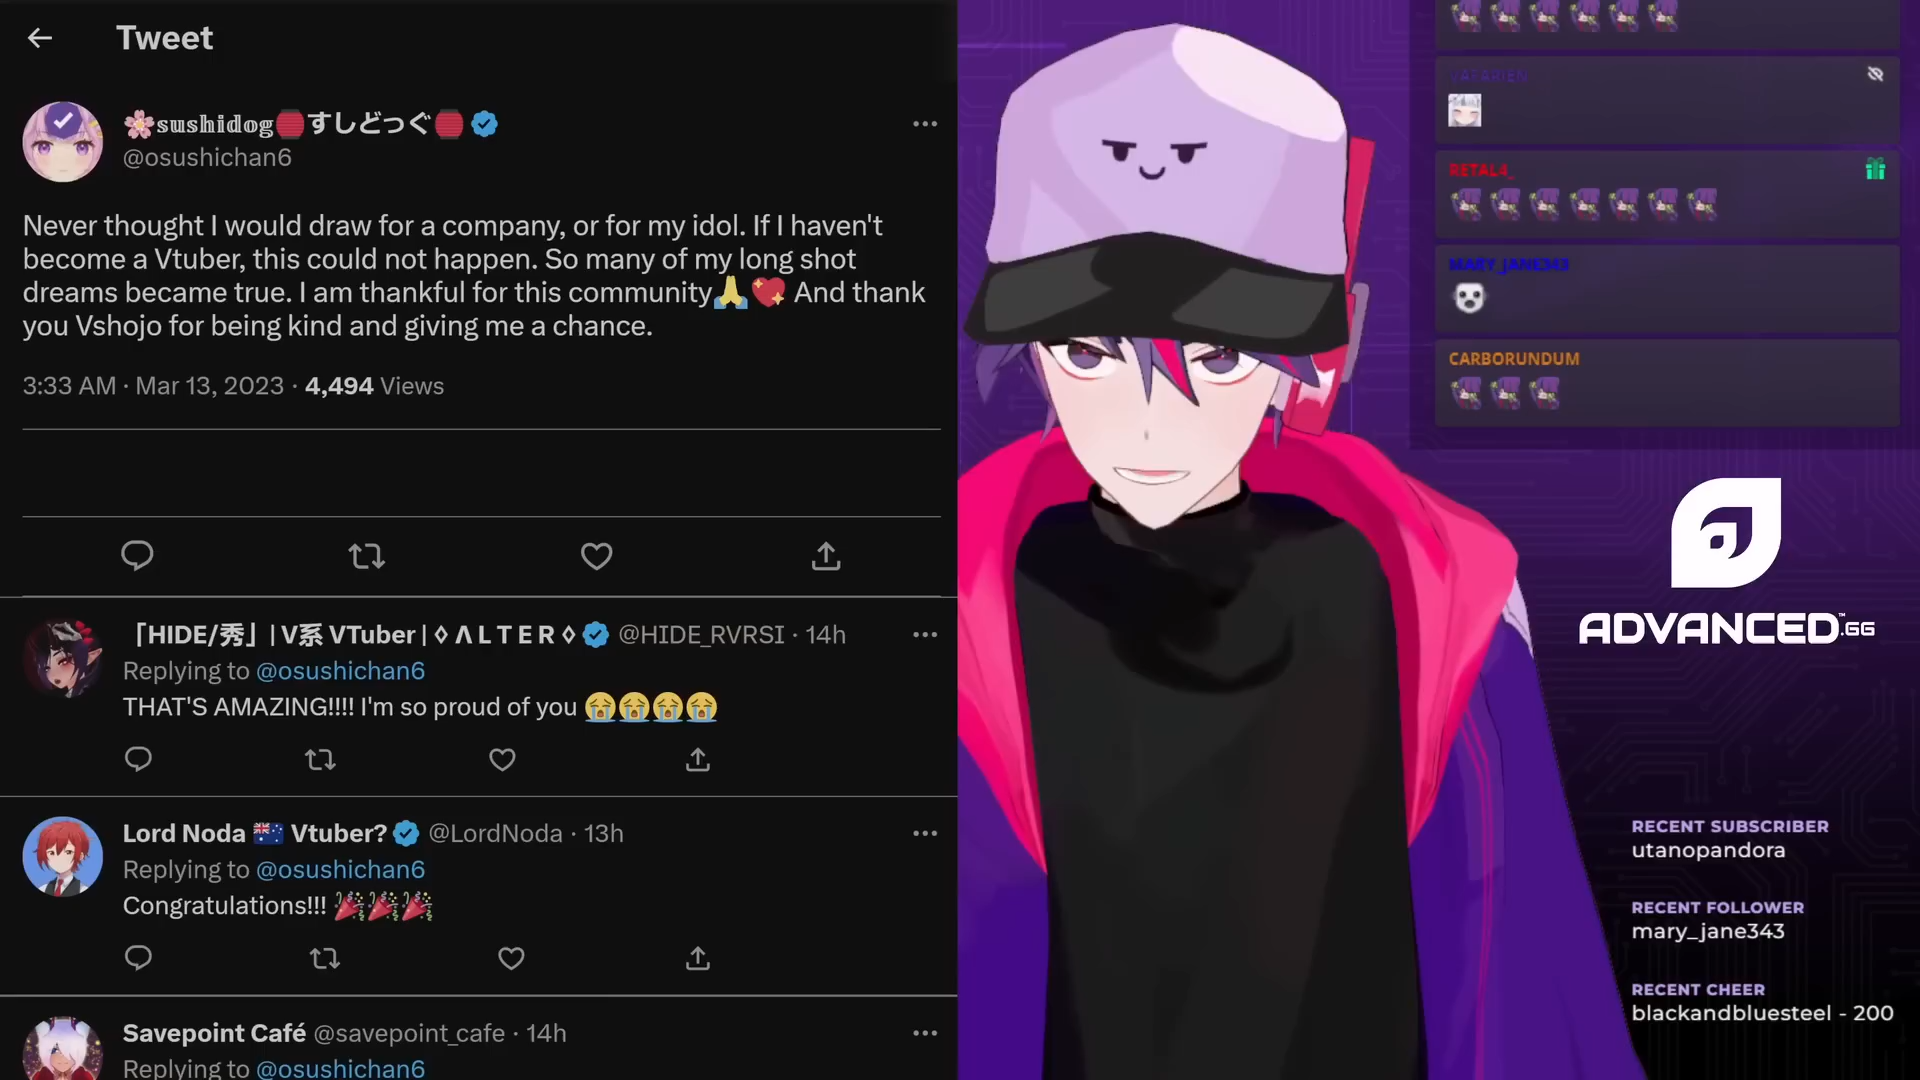 Tweet
🌸sushidog🏮すしどっぐ🏮
@osushichan6
Never thought I would draw for a company, or for my idol. If I haven't
become a Vtuber, this could not happen. So many of my long shot
dreams became true. I am thankful for this community🙏💖 And thank
you Vshojo for being kind and giving me a chance.
3:33 AM · Mar 13, 2023 · 4,494 Views
「HIDE/秀」| V系 VTuber | ◊ Λ L T E R ◊ @HIDE_RVRSI · 14h
Replying to @osushichan6
THAT'S AMAZING!!!! I'm so proud of you 😭😭😭😭
Lord Noda 🇦🇺 Vtuber? @LordNoda · 13h
Replying to @osushichan6
Congratulations!!! 🎉🎉🎉
Savepoint Café @savepoint_cafe · 14h
Replying to @osushichan6
RETAL4_
MARY_JANE343
CARBORUNDUM
ADVANCED™.GG
RECENT SUBSCRIBER
utanopandora
RECENT FOLLOWER
mary_jane343
RECENT CHEER
blackandbluesteel - 200